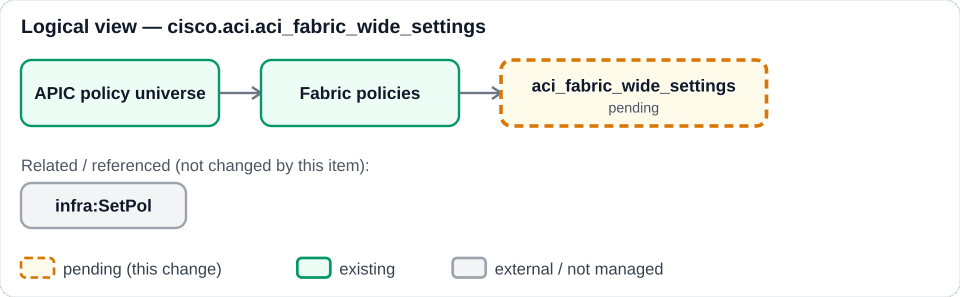 Logical view — cisco.aci.aci_fabric_wide_settings
APIC policy universe
Fabric policies
aci_fabric_wide_settings
pending
Related / referenced (not changed by this item):
infra:SetPol
pending (this change)
existing
external / not managed